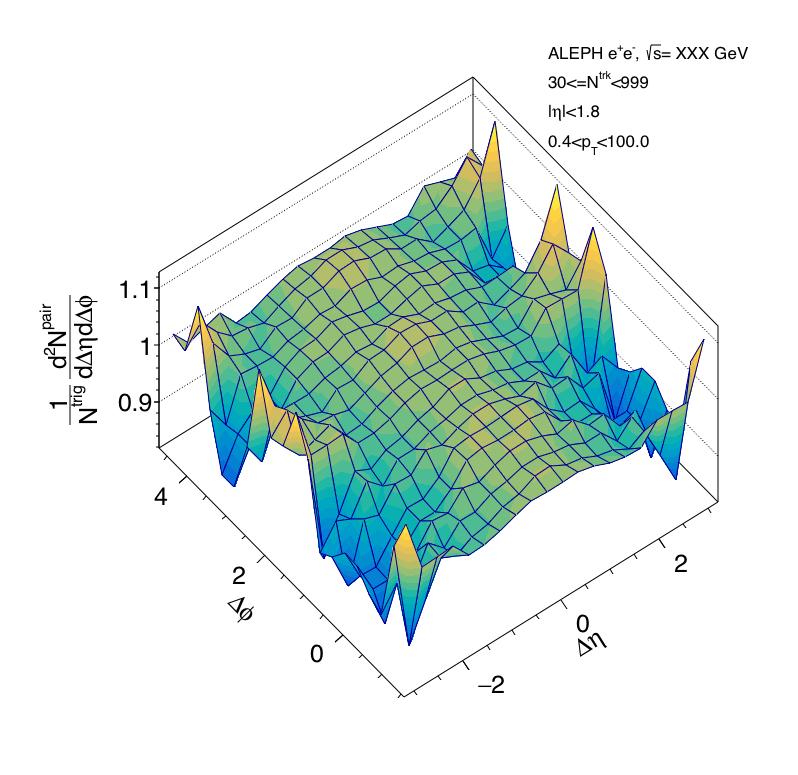 ALEPH e⁺e⁻, √s= XXX GeV
30<=Nᵗʳᵏ<999
|η|<1.8
0.4<p_T<100.0
1.1
1
0.9
1/N^trig d²N^pair/dΔηdΔϕ
4
2
0
Δϕ
−2
0
2
Δη